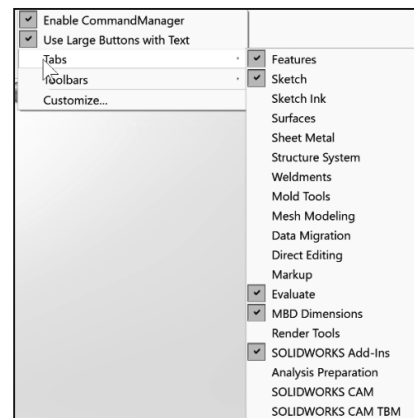 Enable CommandManager
Use Large Buttons with Text
Tabs
Toolbars
Customize...
Features
Sketch
Sketch Ink
Surfaces
Sheet Metal
Structure System
Weldments
Mold Tools
Mesh Modeling
Data Migration
Direct Editing
Markup
Evaluate
MBD Dimensions
Render Tools
SOLIDWORKS Add-Ins
Analysis Preparation
SOLIDWORKS CAM
SOLIDWORKS CAM TBM